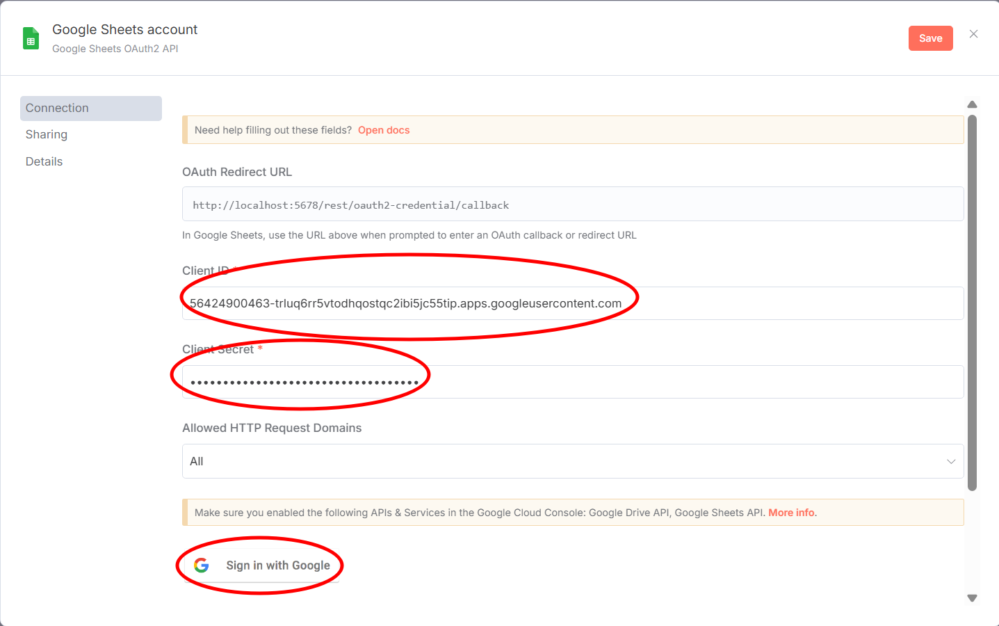 Google Sheets account
Google Sheets OAuth2 API
Save
Connection
Sharing
Details
Need help filling out these fields? Open docs
OAuth Redirect URL
http://localhost:5678/rest/oauth2-credential/callback
In Google Sheets, use the URL above when prompted to enter an OAuth callback or redirect URL
Client ID *
56424900463-trluq6rr5vtodhqostqc2ibi5jc55tip.apps.googleusercontent.com
Client Secret *
•••••••••••••••••••••••••••••••••••
Allowed HTTP Request Domains
All
Make sure you enabled the following APIs & Services in the Google Cloud Console: Google Drive API, Google Sheets API. More info.
Sign in with Google